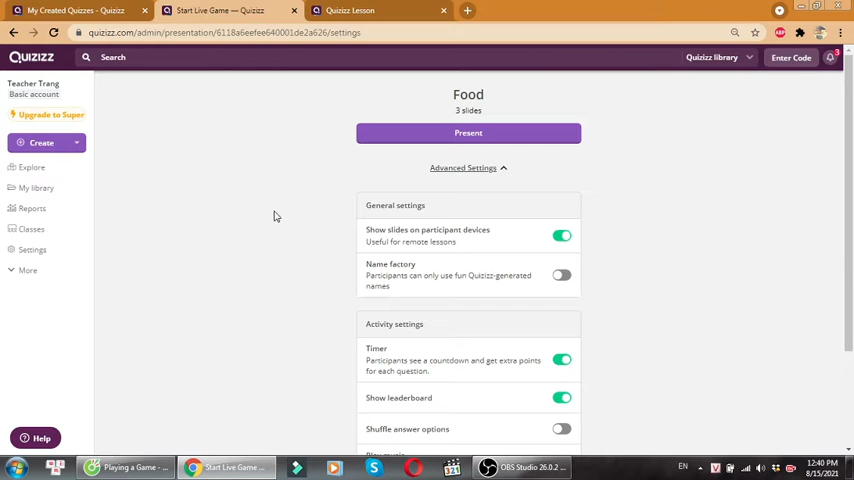 My Created Quizzes - Quizizz
Start Live Game — Quizizz
Quizizz Lesson
quizizz.com/admin/presentation/6118a6eefee640001de2a626/settings
QUIZIZZ
Search
Quizizz library
Enter Code
3
Teacher Trang
Basic account
Upgrade to Super
Create
Explore
My library
Reports
Classes
Settings
More
Help
Food
3 slides
Present
Advanced Settings
General settings
Show slides on participant devices
Useful for remote lessons
Name factory
Participants can only use fun Quizizz-generated
names
Activity settings
Timer
Participants see a countdown and get extra points
for each question.
Show leaderboard
Shuffle answer options
Playing a Game - ...
Start Live Game ...
321
OBS Studio 26.0.2 ...
EN
12:40 PM
8/15/2021